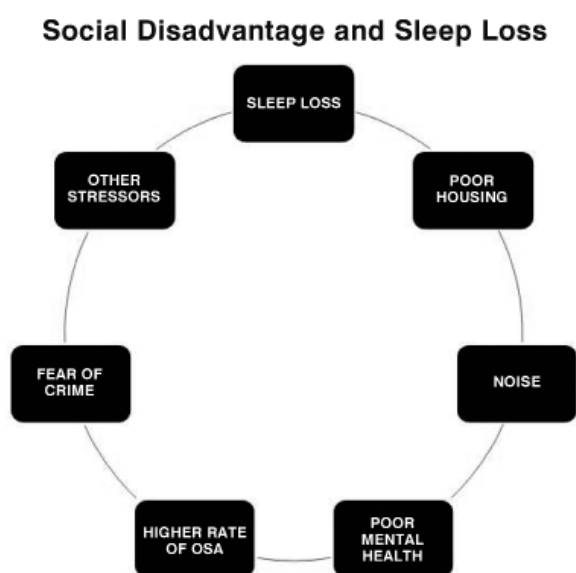 Social Disadvantage and Sleep Loss
SLEEP LOSS
POOR
HOUSING
NOISE
POOR
MENTAL
HEALTH
HIGHER RATE
OF OSA
FEAR OF
CRIME
OTHER
STRESSORS